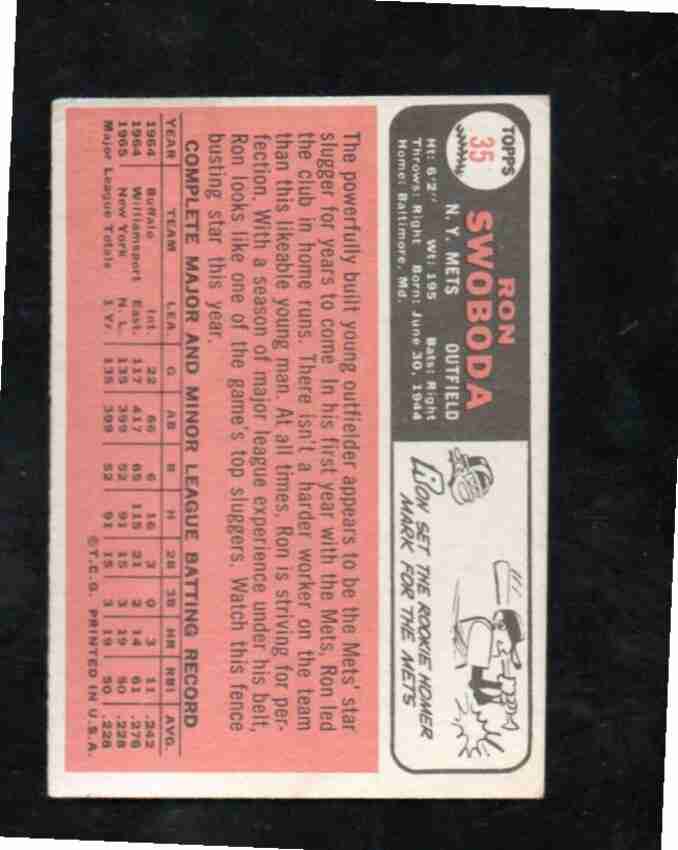 TOPPS
35
RON
SWOBODA
N. Y. METS OUTFIELD
Ht: 6'2" Wt: 195 Bats: Right
Throws: Right Born: June 30, 1944
Home: Baltimore, Md.
RON SET THE ROOKIE HOMER
MARK FOR THE METS
The powerfully built young outfielder appears to be the Mets' star
slugger for years to come. In his first year with the Mets, Ron led
the club in home runs. There isn't a harder worker on the team
than this likeable young man. At all times, Ron is striving for per-
fection. With a season of major league experience under his belt,
Ron looks like one of the game's top sluggers. Watch this fence
busting star this year.
COMPLETE MAJOR AND MINOR LEAGUE BATTING RECORD
YEAR TEAM LEA G AB R H 2B 3B HR RBI AVG.
1964 Buffalo Int. 22 66 6 16 3 0 3 11 .242
1964 Williamsport East. 117 417 65 115 21 2 14 61 .276
1965 New York N. L. 135 399 52 91 15 3 19 50 .228
Major League Totals 1 Yr. 135 399 52 91 15 3 19 50 .228
©T.C.G. PRINTED IN U.S.A.